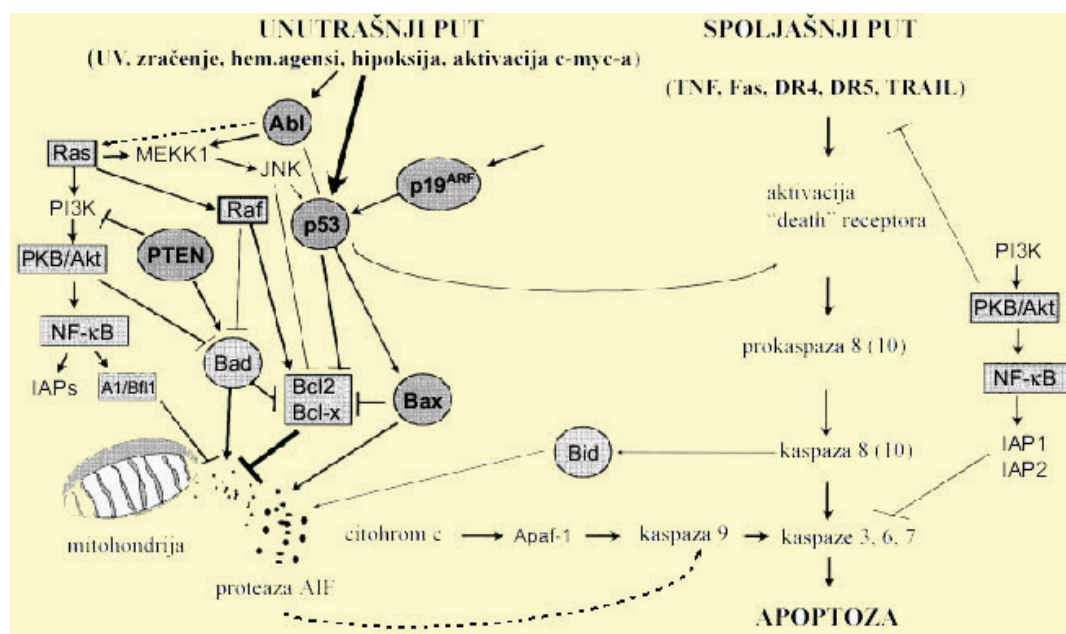 UNUTRAŠNJI PUT
(UV, zračenje, hem.agensi, hipoksija, aktivacija c-myc-a)
SPOLJAŠNJI PUT
(TNF, Fas, DR4, DR5, TRAIL)
Abl
Ras
MEKK1
JNK
p19ARF
PI3K
Raf
p53
aktivacija
"death" receptora
PKB/Akt
PTEN
PI3K
PKB/Akt
NF-κB
Bad
prokaspaza 8 (10)
NF-κB
IAPs
A1/Bfl1
Bcl2
Bcl-x
Bax
Bid
kaspaza 8 (10)
IAP1
IAP2
mitohondrija
citohrom c
Apaf-1
kaspaza 9
kaspaze 3, 6, 7
proteaza AIF
APOPTOZA